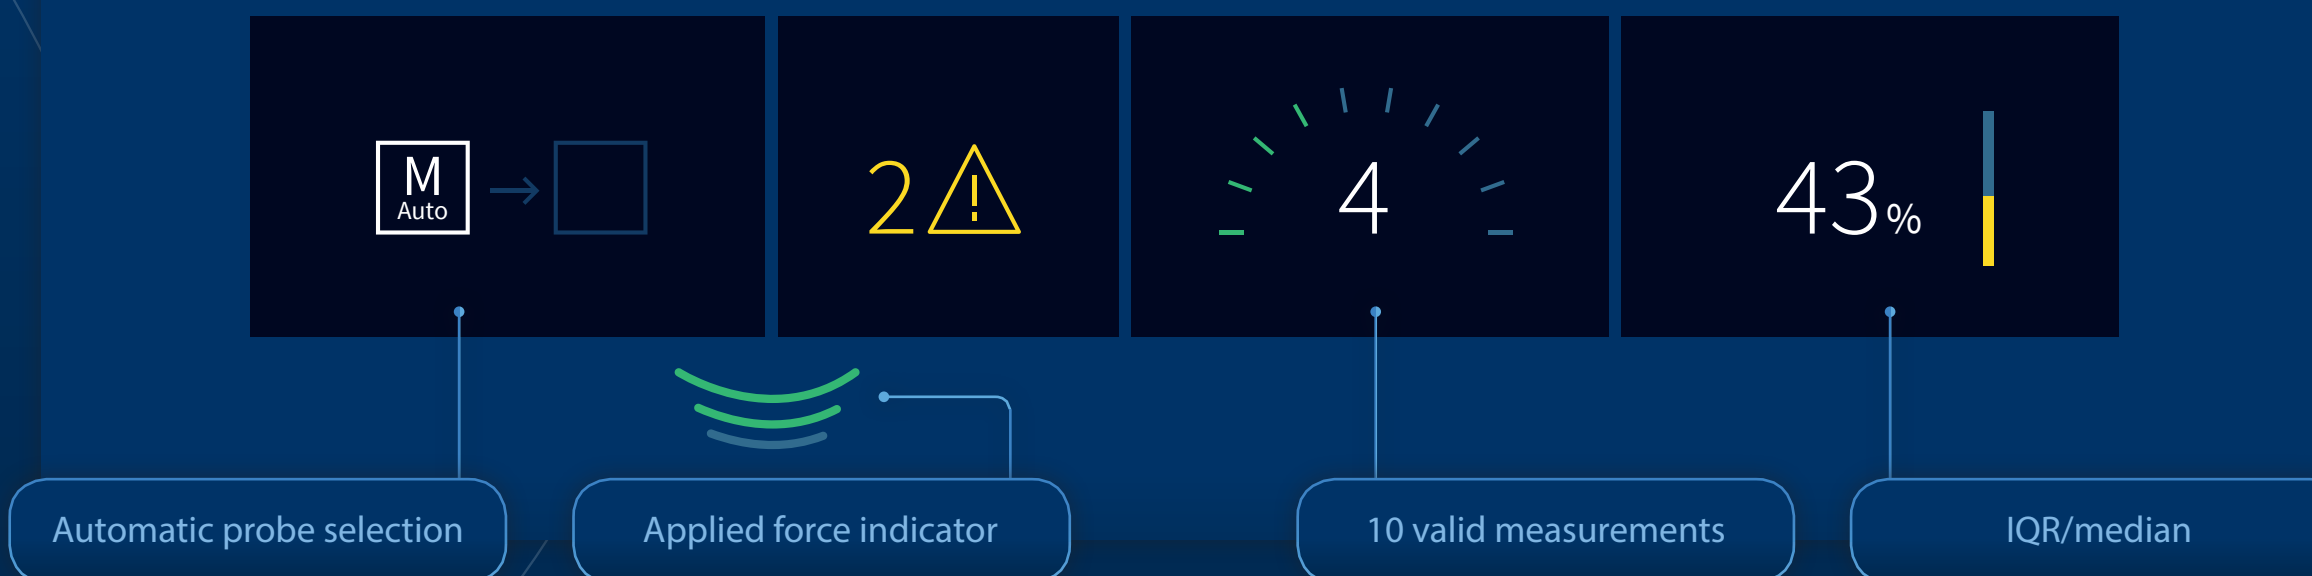 M
Auto
2
4
43%
Automatic probe selection
Applied force indicator
10 valid measurements
IQR/median